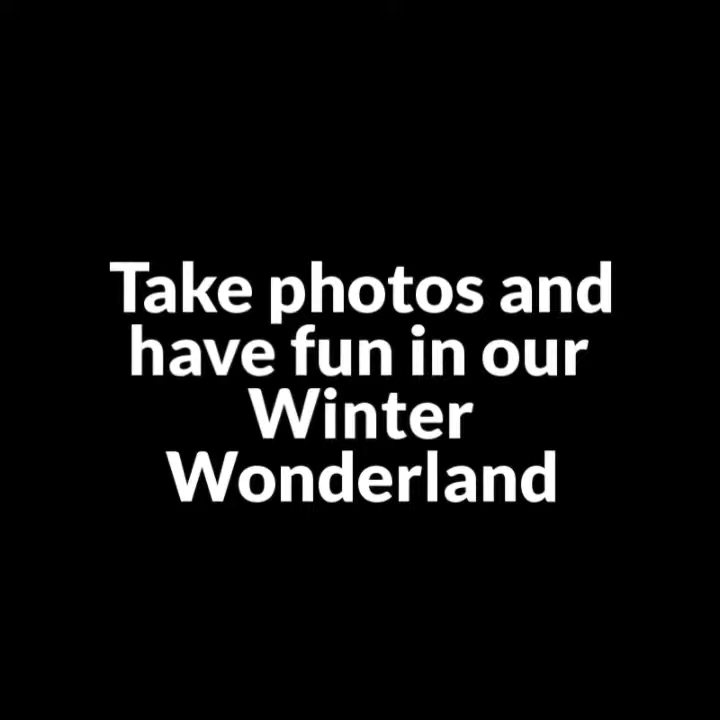 Take photos and
have fun in our
Winter
Wonderland